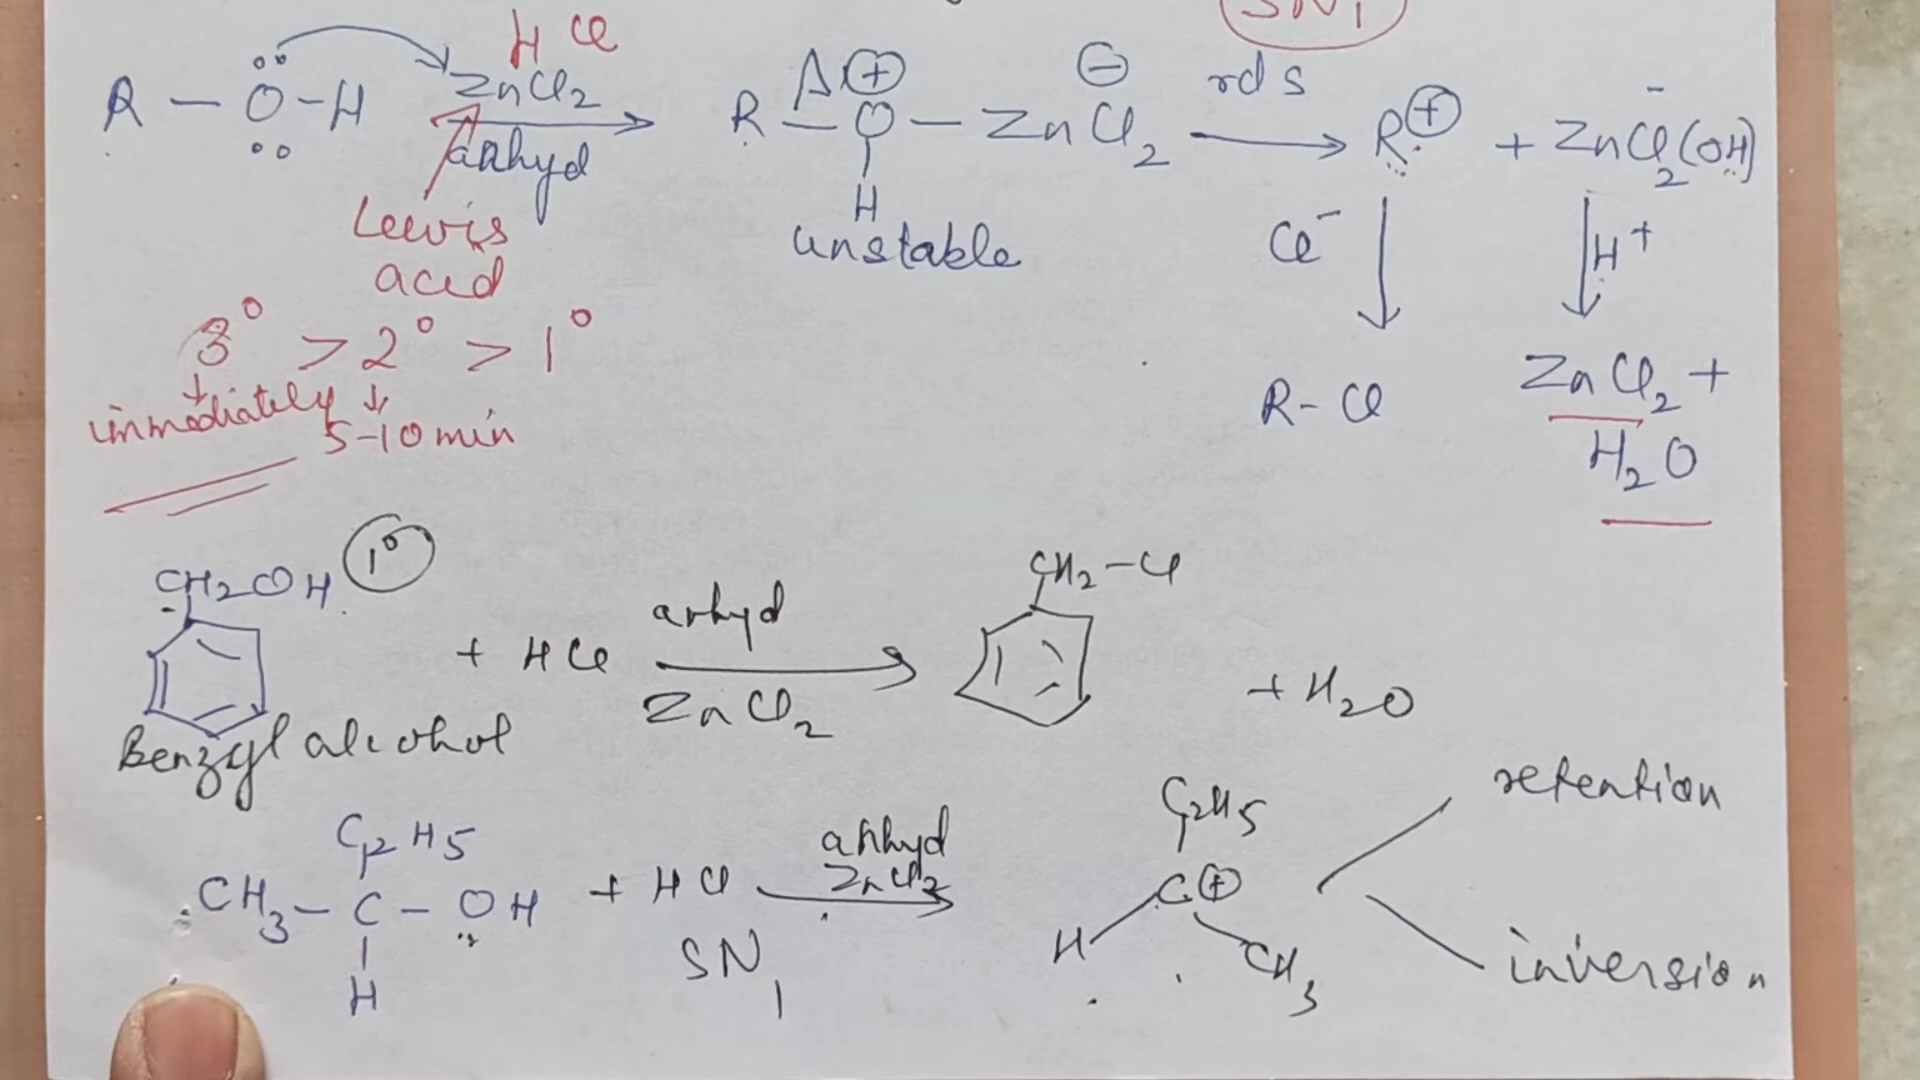 SN1
H Cl
R – O – H ZnCl2 anhyd R – O – ZnCl2 rds R⊕ + ZnCl2(OH)
⊕ ⊖ -
H
unstable
Lewis
acid
Cl-
H+
3° > 2° > 1°
immediately 5-10 min
R - Cl
ZnCl2 +
H2O
CH2OH 1° + HCl anhyd ZnCl2 CH2-Cl + H2O
Benzyl alcohol
C2H5
CH3 – C – OH + HCl anhyd ZnCl2
H
SN1
C2H5
C⊕
H CH3
retention
inversion